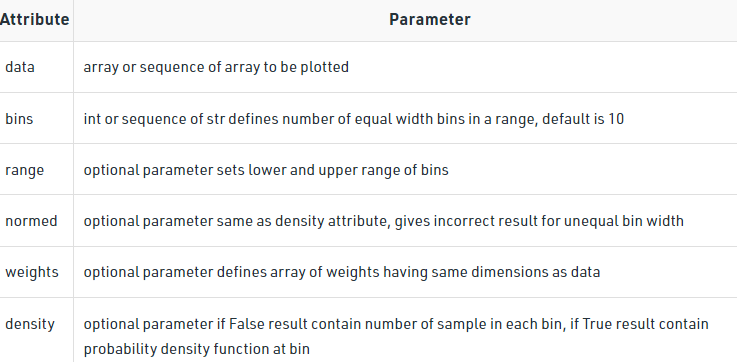 Attribute Parameter
data array or sequence of array to be plotted
bins int or sequence of str defines number of equal width bins in a range, default is 10
range optional parameter sets lower and upper range of bins
normed optional parameter same as density attribute, gives incorrect result for unequal bin width
weights optional parameter defines array of weights having same dimensions as data
density optional parameter if False result contain number of sample in each bin, if True result contain
probability density function at bin